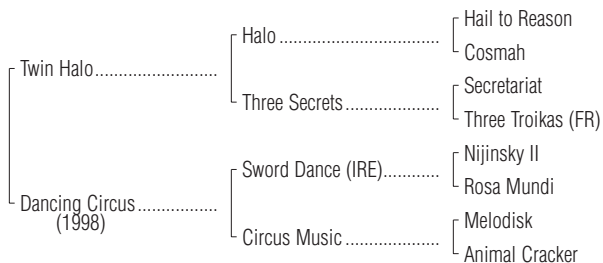 Hail to Reason
Halo ........................................
Cosmah
Twin Halo ..............................
Secretariat
Three Secrets .......................
Three Troikas (FR)
Nijinsky II
Sword Dance (IRE) .............
Rosa Mundi
Dancing Circus ...................
(1998)
Melodisk
Circus Music .......................
Animal Cracker